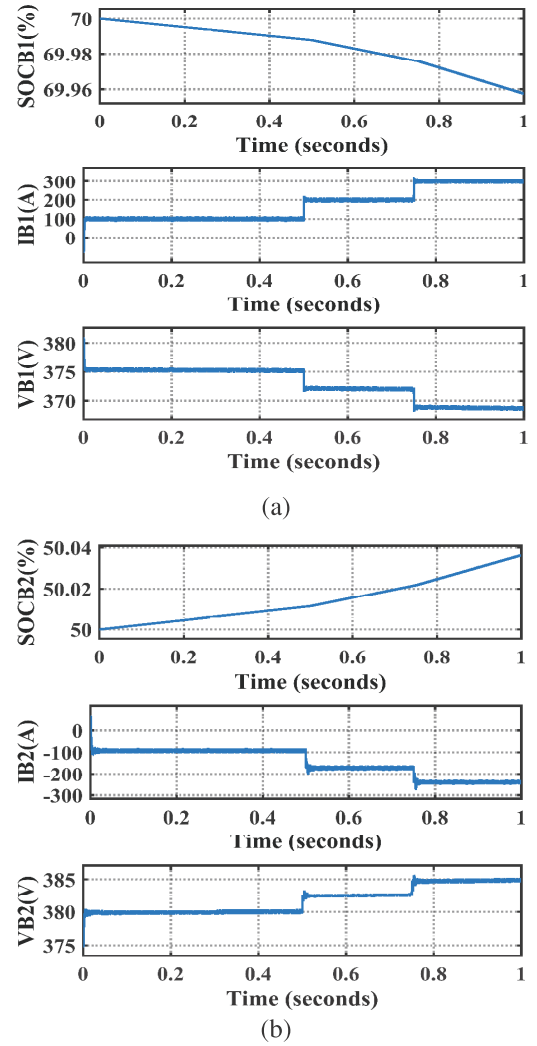 SOCB1(%)
70
69.98
69.96
0 0.2 0.4 0.6 0.8 1
Time (seconds)
IB1(A)
300
200
100
0
0 0.2 0.4 0.6 0.8 1
Time (seconds)
VB1(V)
380
375
370
0 0.2 0.4 0.6 0.8 1
Time (seconds)
(a)
SOCB2(%)
50.04
50.02
50
0 0.2 0.4 0.6 0.8 1
Time (seconds)
IB2(A)
0
-100
-200
-300
0 0.2 0.4 0.6 0.8 1
Time (seconds)
VB2(V)
385
380
375
0 0.2 0.4 0.6 0.8 1
Time (seconds)
(b)